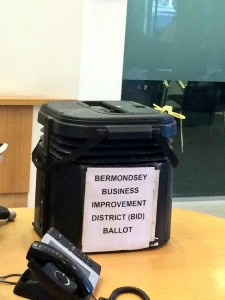 BERMONDSEY
BUSINESS
IMPROVEMENT
DISTRICT (BID)
BALLOT